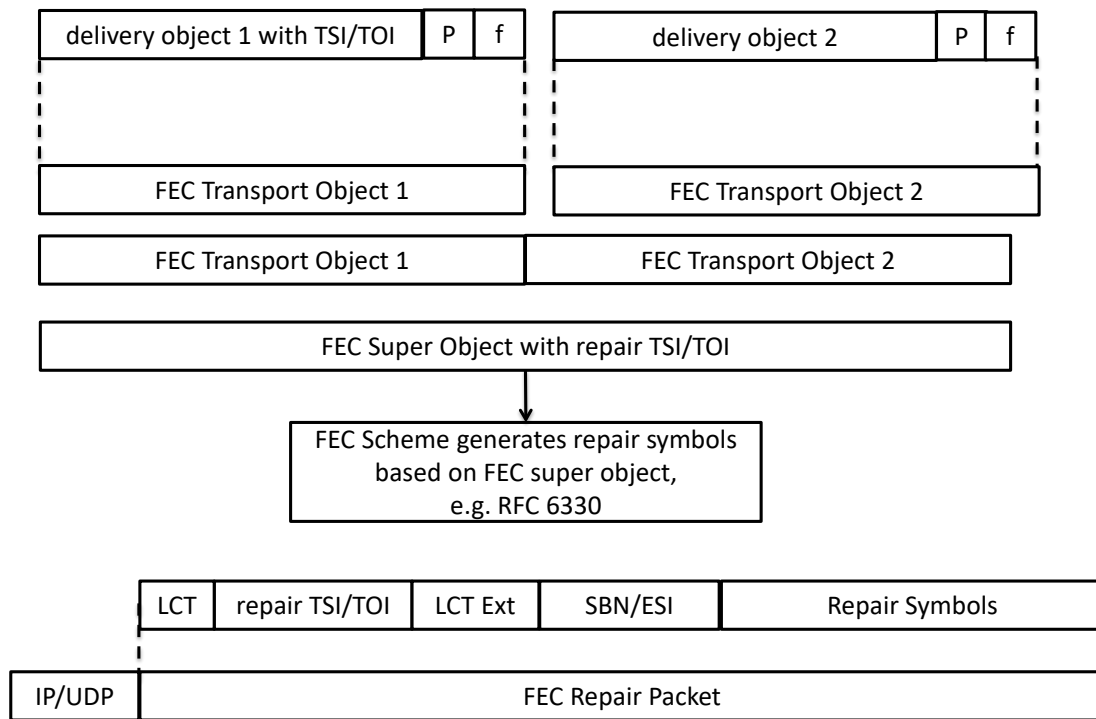 delivery object 1 with TSI/TOI P f
delivery object 2 P f
FEC Transport Object 1
FEC Transport Object 2
FEC Transport Object 1
FEC Transport Object 2
FEC Super Object with repair TSI/TOI
FEC Scheme generates repair symbols
based on FEC super object,
e.g. RFC 6330
LCT repair TSI/TOI LCT Ext SBN/ESI Repair Symbols
IP/UDP FEC Repair Packet